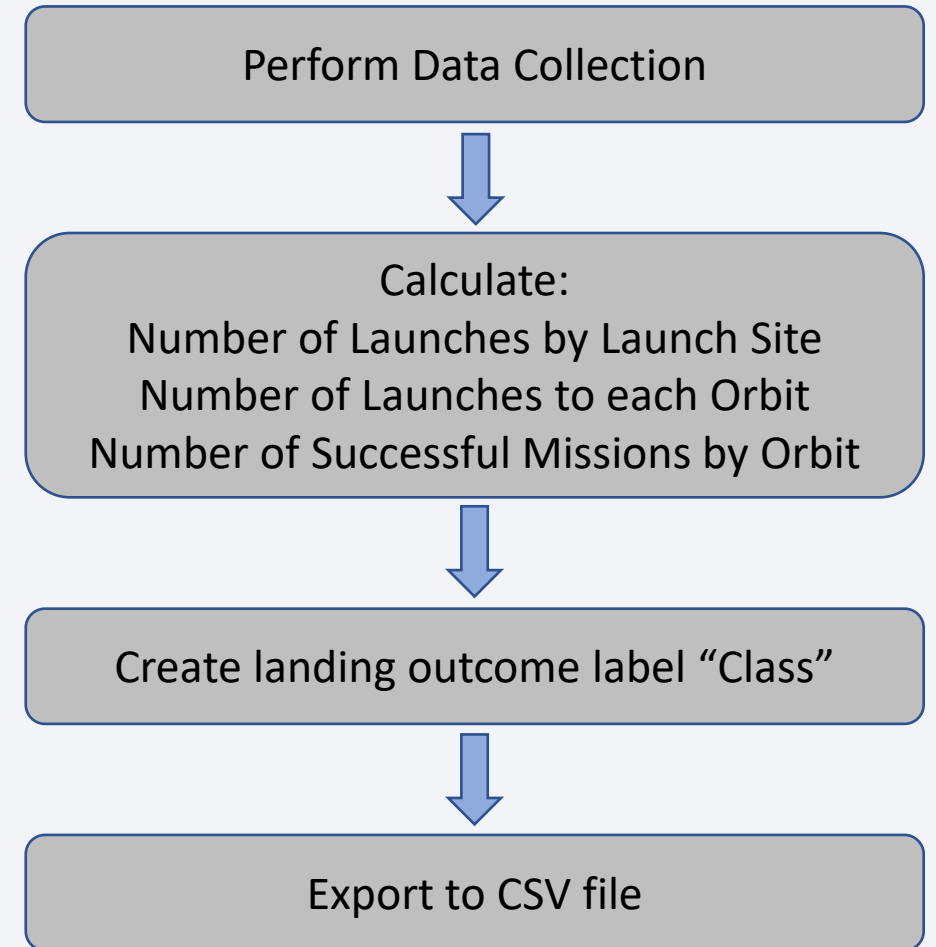 Perform Data Collection
Calculate:
Number of Launches by Launch Site
Number of Launches to each Orbit
Number of Successful Missions by Orbit
Create landing outcome label “Class”
Export to CSV file